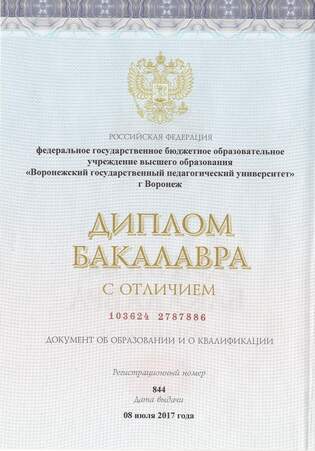 РОССИЙСКАЯ ФЕДЕРАЦИЯ
федеральное государственное бюджетное образовательное
учреждение высшего образования
«Воронежский государственный педагогический университет»
г Воронеж
ДИПЛОМ
БАКАЛАВРА
С ОТЛИЧИЕМ
103624 2787886
ДОКУМЕНТ ОБ ОБРАЗОВАНИИ И О КВАЛИФИКАЦИИ
Регистрационный номер
844
Дата выдачи
08 июля 2017 года